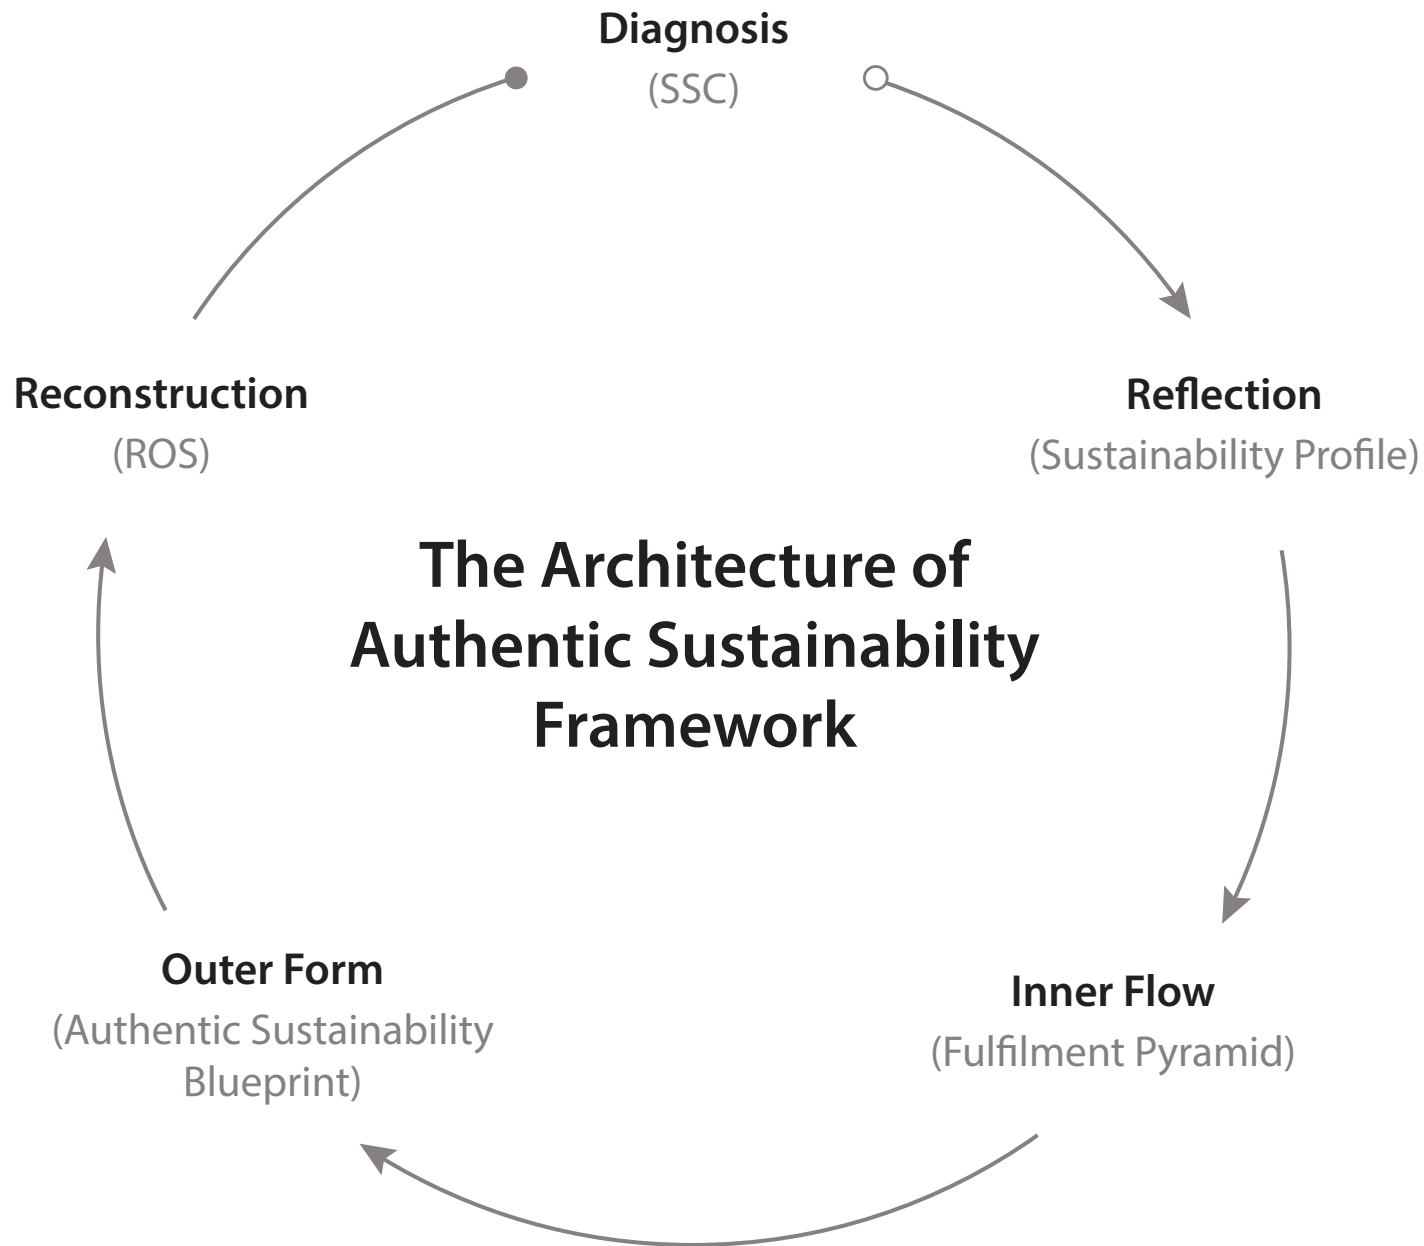 Diagnosis
(SSC)
Reconstruction
(ROS)
Reflection
(Sustainability Profile)
The Architecture of
Authentic Sustainability
Framework
Outer Form
(Authentic Sustainability
Blueprint)
Inner Flow
(Fulfilment Pyramid)